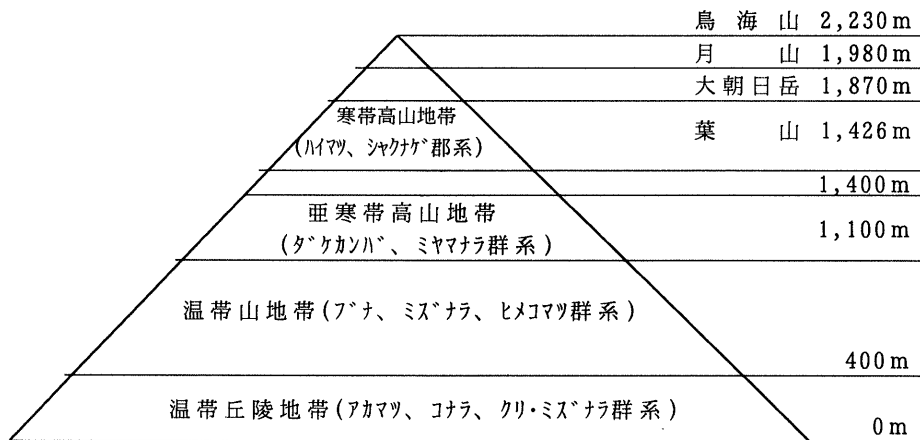 鳥海山 2,230m
月山 1,980m
大朝日岳 1,870m
寒帯高山地帯
(ハイマツ、シャクナゲ郡系)
葉山 1,426m
1,400m
亜寒帯高山地帯
(ダケカンバ、ミヤマナラ群系)
1,100m
温帯山地帯(ブナ、ミズナラ、ヒメコマツ群系)
400m
温帯丘陵地帯(アカマツ、コナラ、クリ・ミズナラ群系)
0m